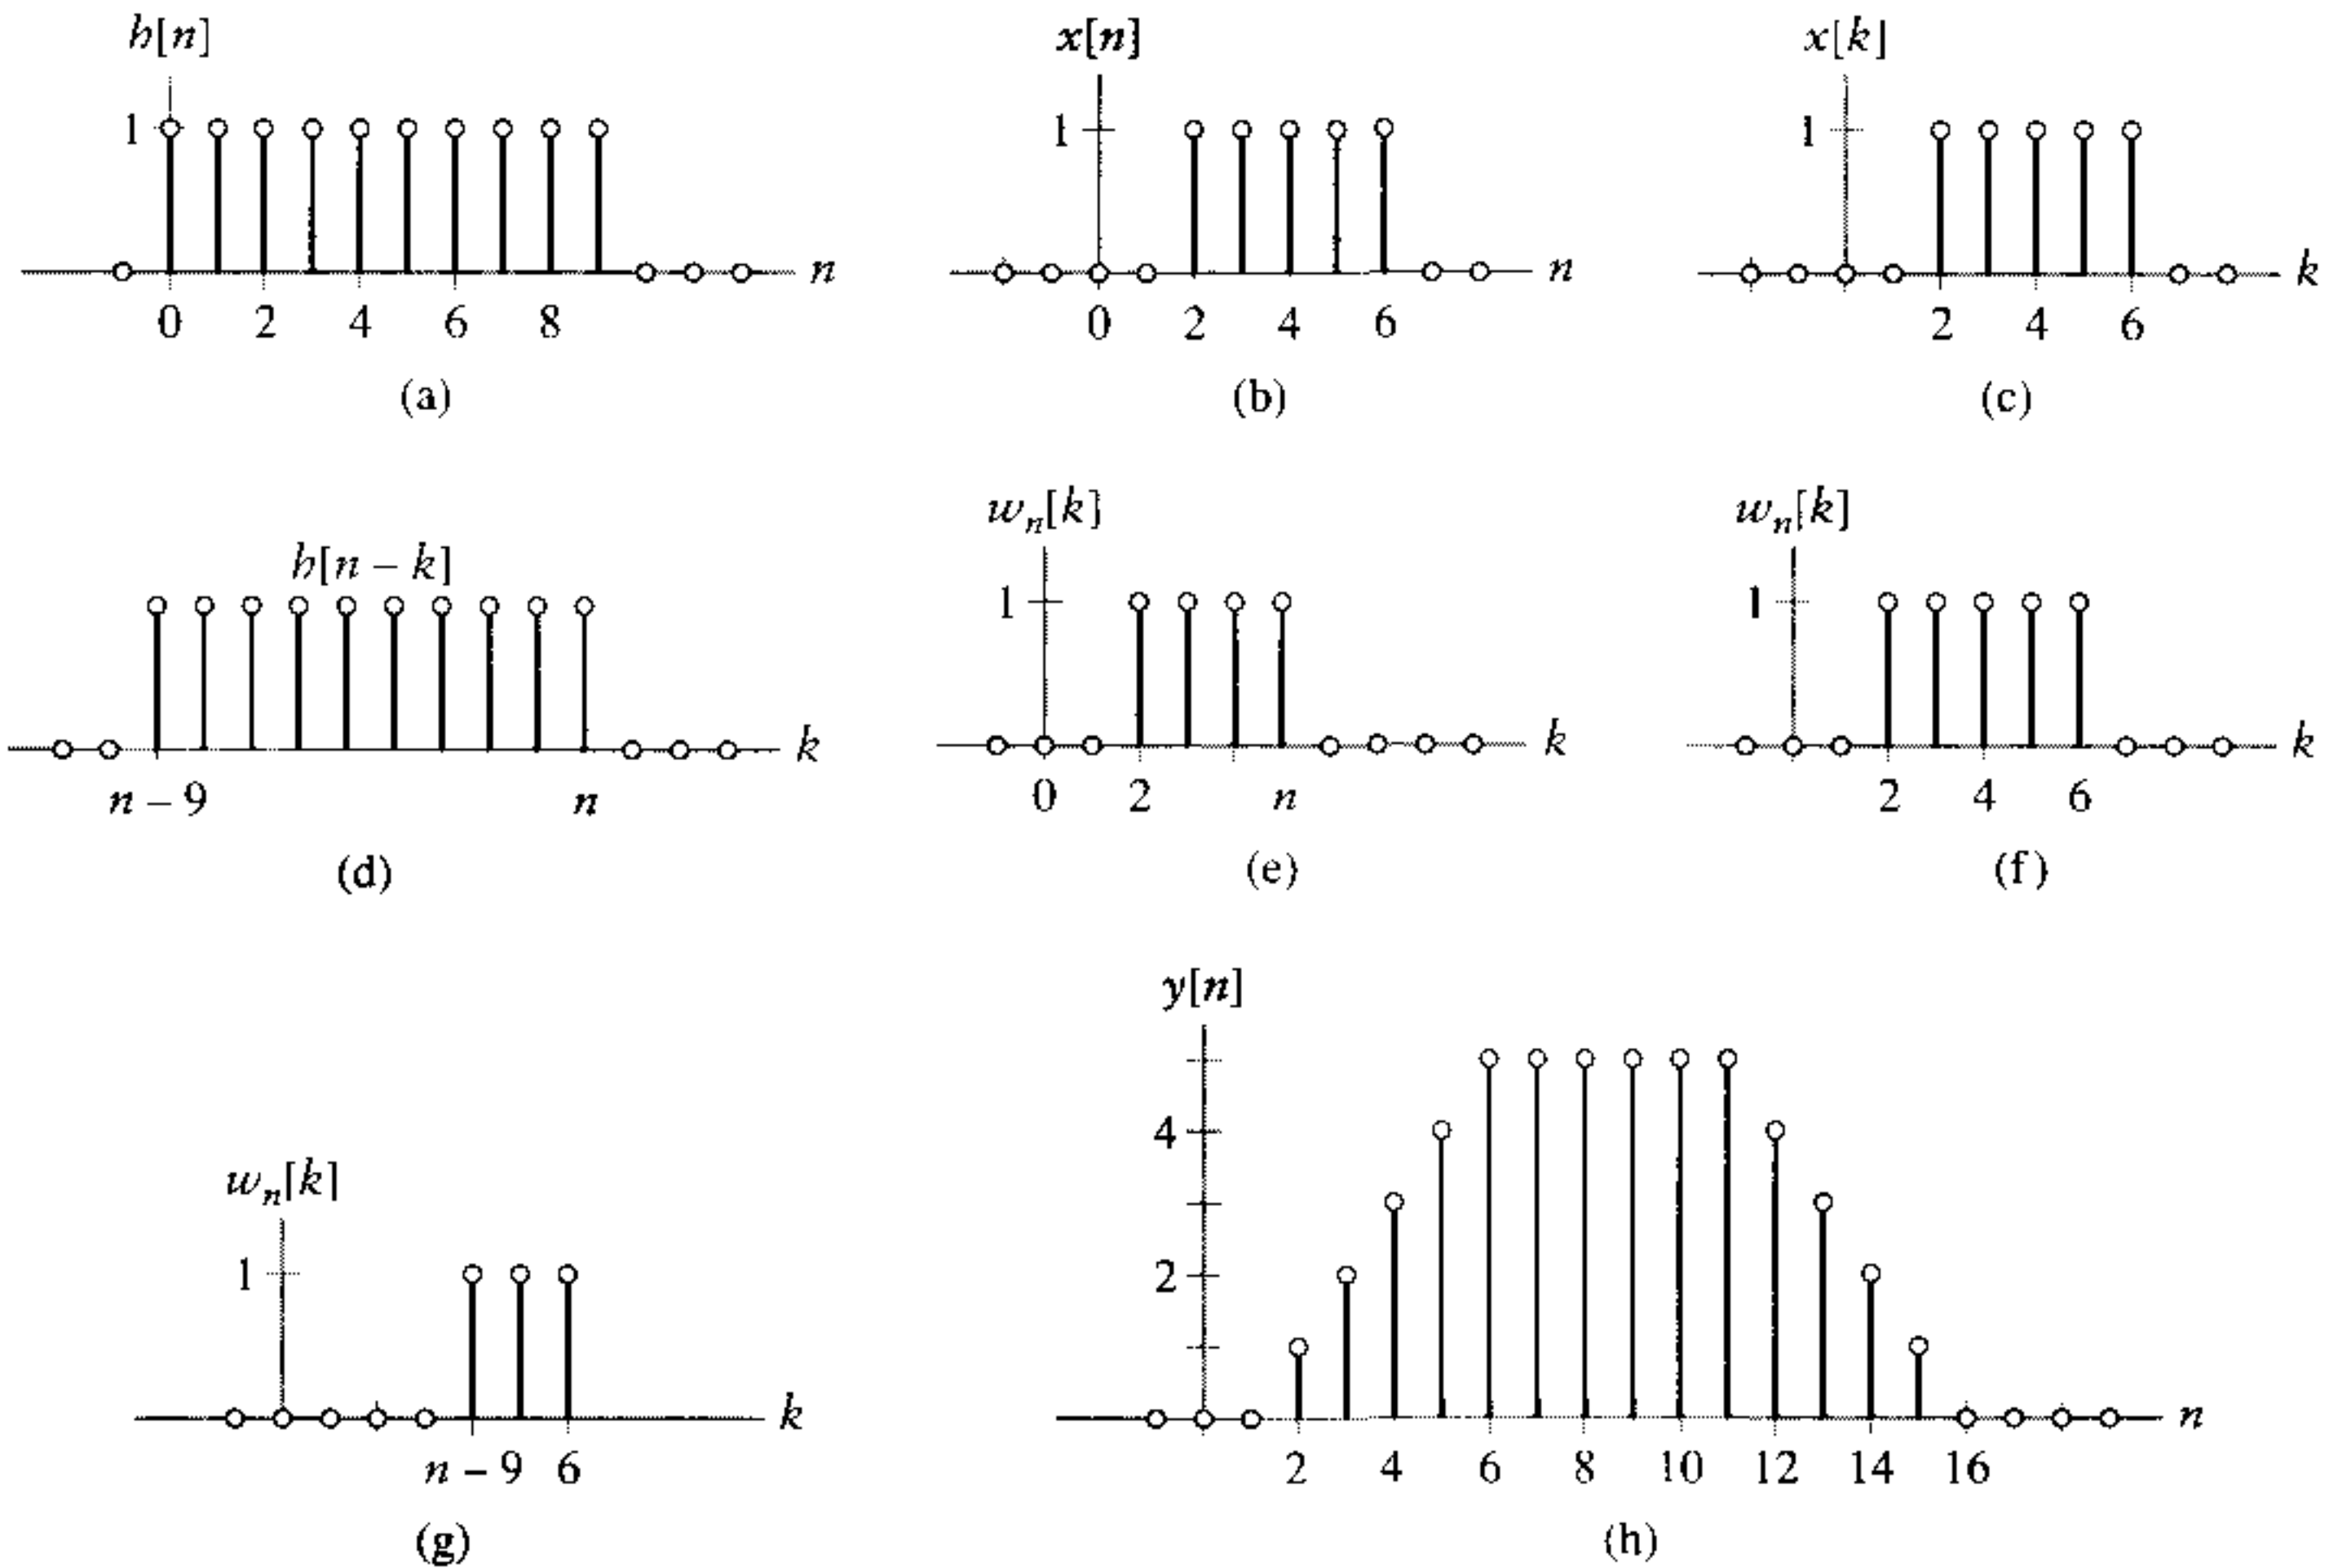 h[n]
1
n
0 2 4 6 8
(a)
x[n]
1
n
0 2 4 6
(b)
x[k]
1
k
2 4 6
(c)
h[n – k]
k
n – 9 n
(d)
w_n[k]
1
k
0 2 n
(e)
w_n[k]
1
k
2 4 6
(f)
w_n[k]
1
k
n – 9 6
(g)
y[n]
4
2
n
2 4 6 8 10 12 14 16
(h)